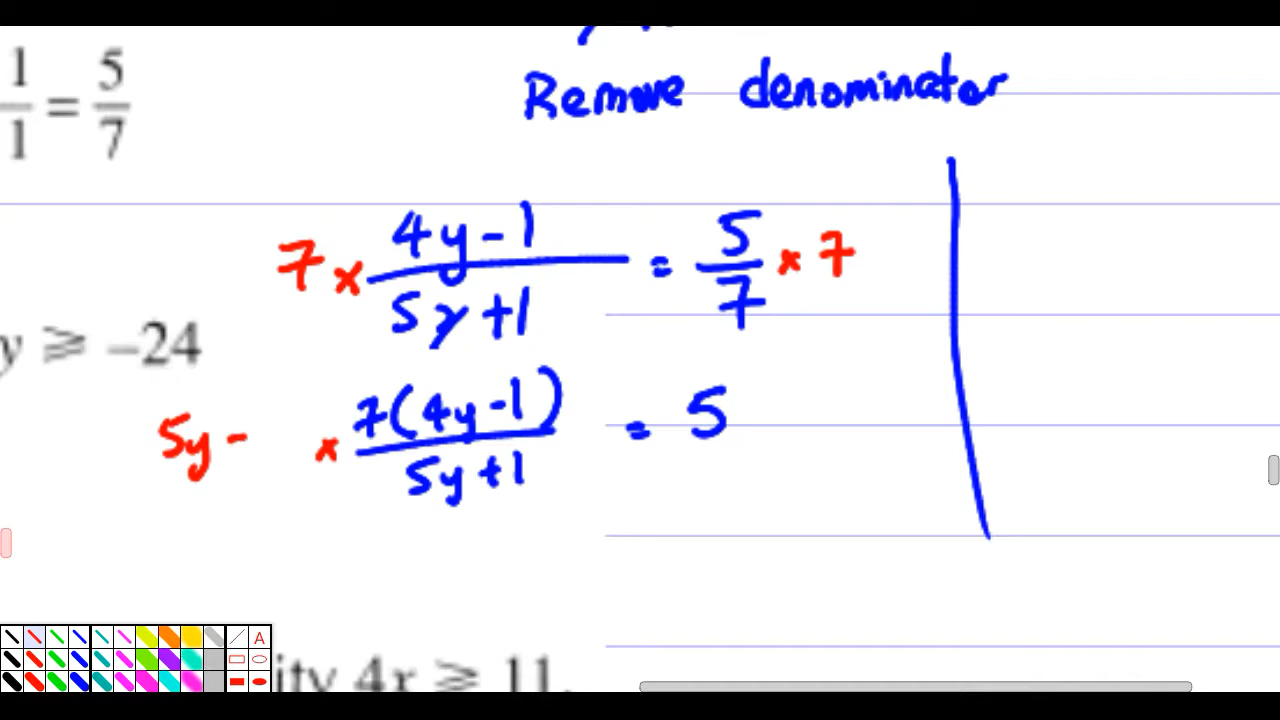 1/1 = 5/7
Remove denominator
7 × (4y - 1)/(5y + 1) = 5/7 × 7
y ⩾ –24
5y - × 7(4y - 1)/(5y + 1) = 5
A
ity 4x ⩾ 11.